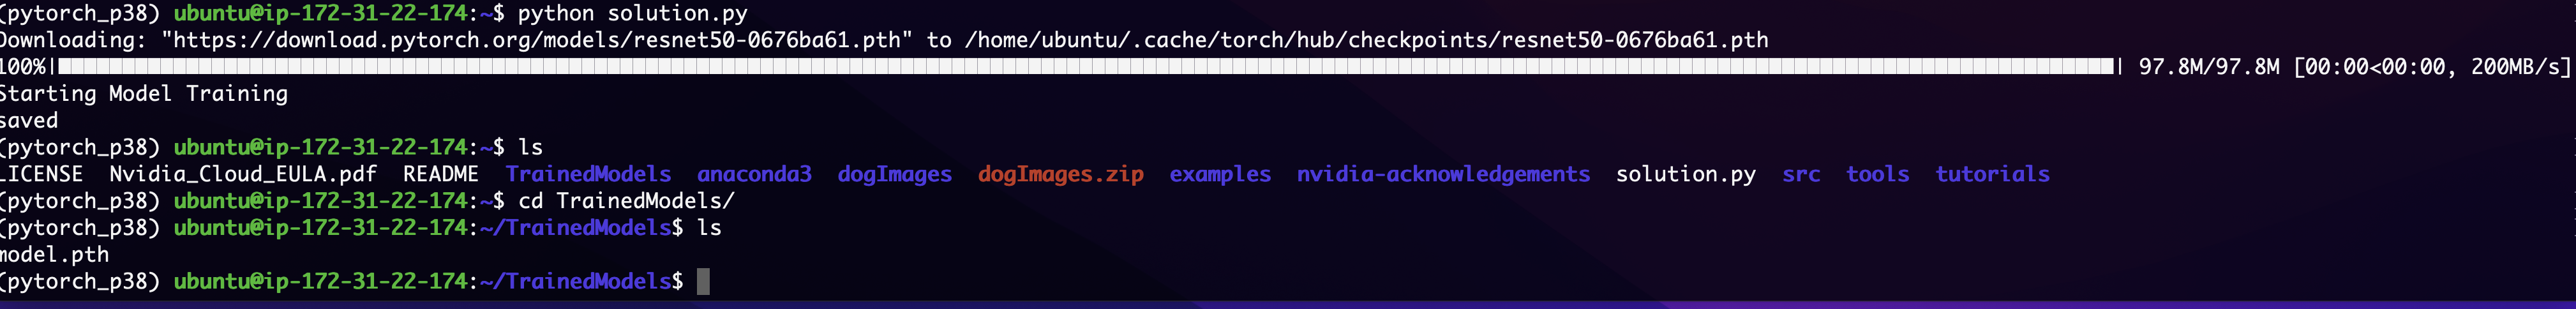 (pytorch_p38) ubuntu@ip-172-31-22-174:~$ python solution.py
Downloading: "https://download.pytorch.org/models/resnet50-0676ba61.pth" to /home/ubuntu/.cache/torch/hub/checkpoints/resnet50-0676ba61.pth
100%| | 97.8M/97.8M [00:00<00:00, 200MB/s]
Starting Model Training
saved
(pytorch_p38) ubuntu@ip-172-31-22-174:~$ ls
LICENSE  Nvidia_Cloud_EULA.pdf  README  TrainedModels  anaconda3  dogImages  dogImages.zip  examples  nvidia-acknowledgements  solution.py  src  tools  tutorials
(pytorch_p38) ubuntu@ip-172-31-22-174:~$ cd TrainedModels/
(pytorch_p38) ubuntu@ip-172-31-22-174:~/TrainedModels$ ls
model.pth
(pytorch_p38) ubuntu@ip-172-31-22-174:~/TrainedModels$